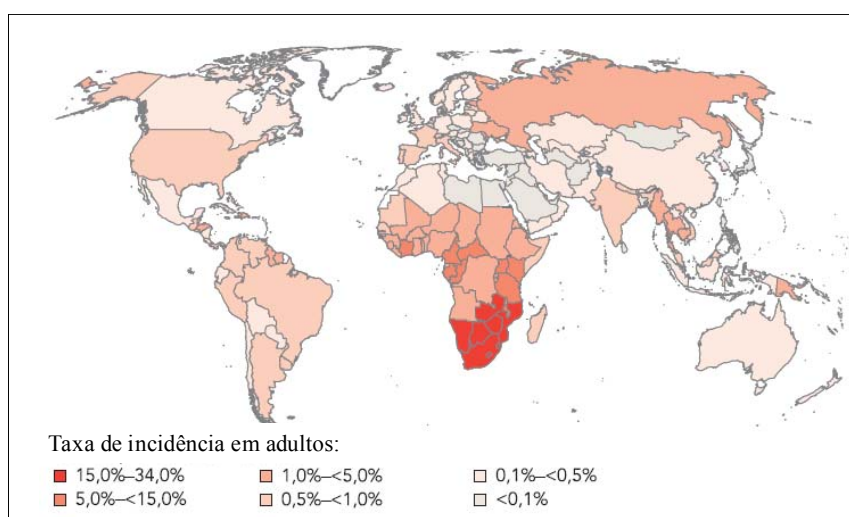 Taxa de incidência em adultos:
15,0%–34,0% 1,0%–<5,0% 0,1%–<0,5%
5,0%–<15,0% 0,5%–<1,0% <0,1%